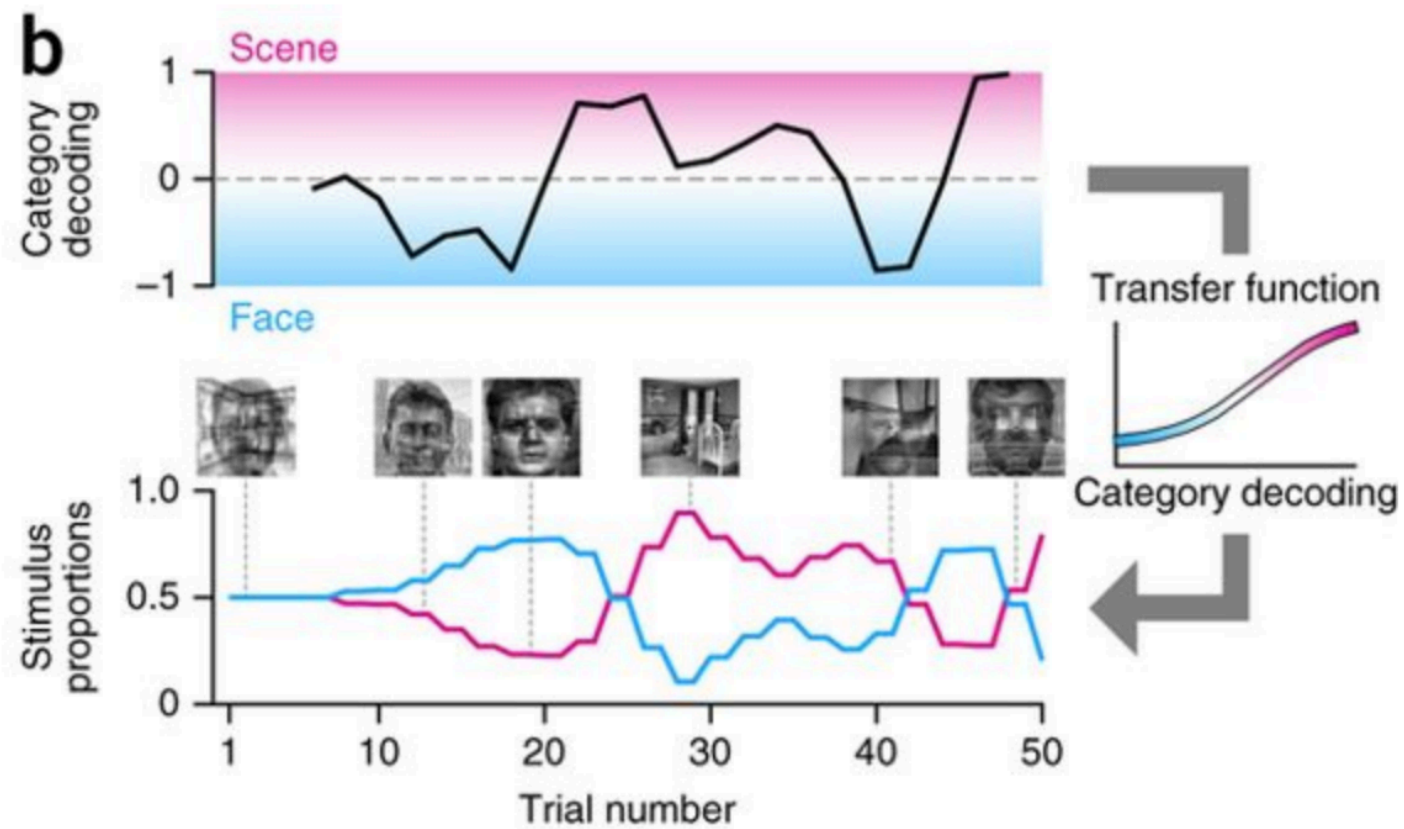 b
Scene
Category
decoding
1
0
−1
Face
Transfer function
Category decoding
Stimulus
proportions
1.0
0.5
0
1
10
20
30
40
50
Trial number